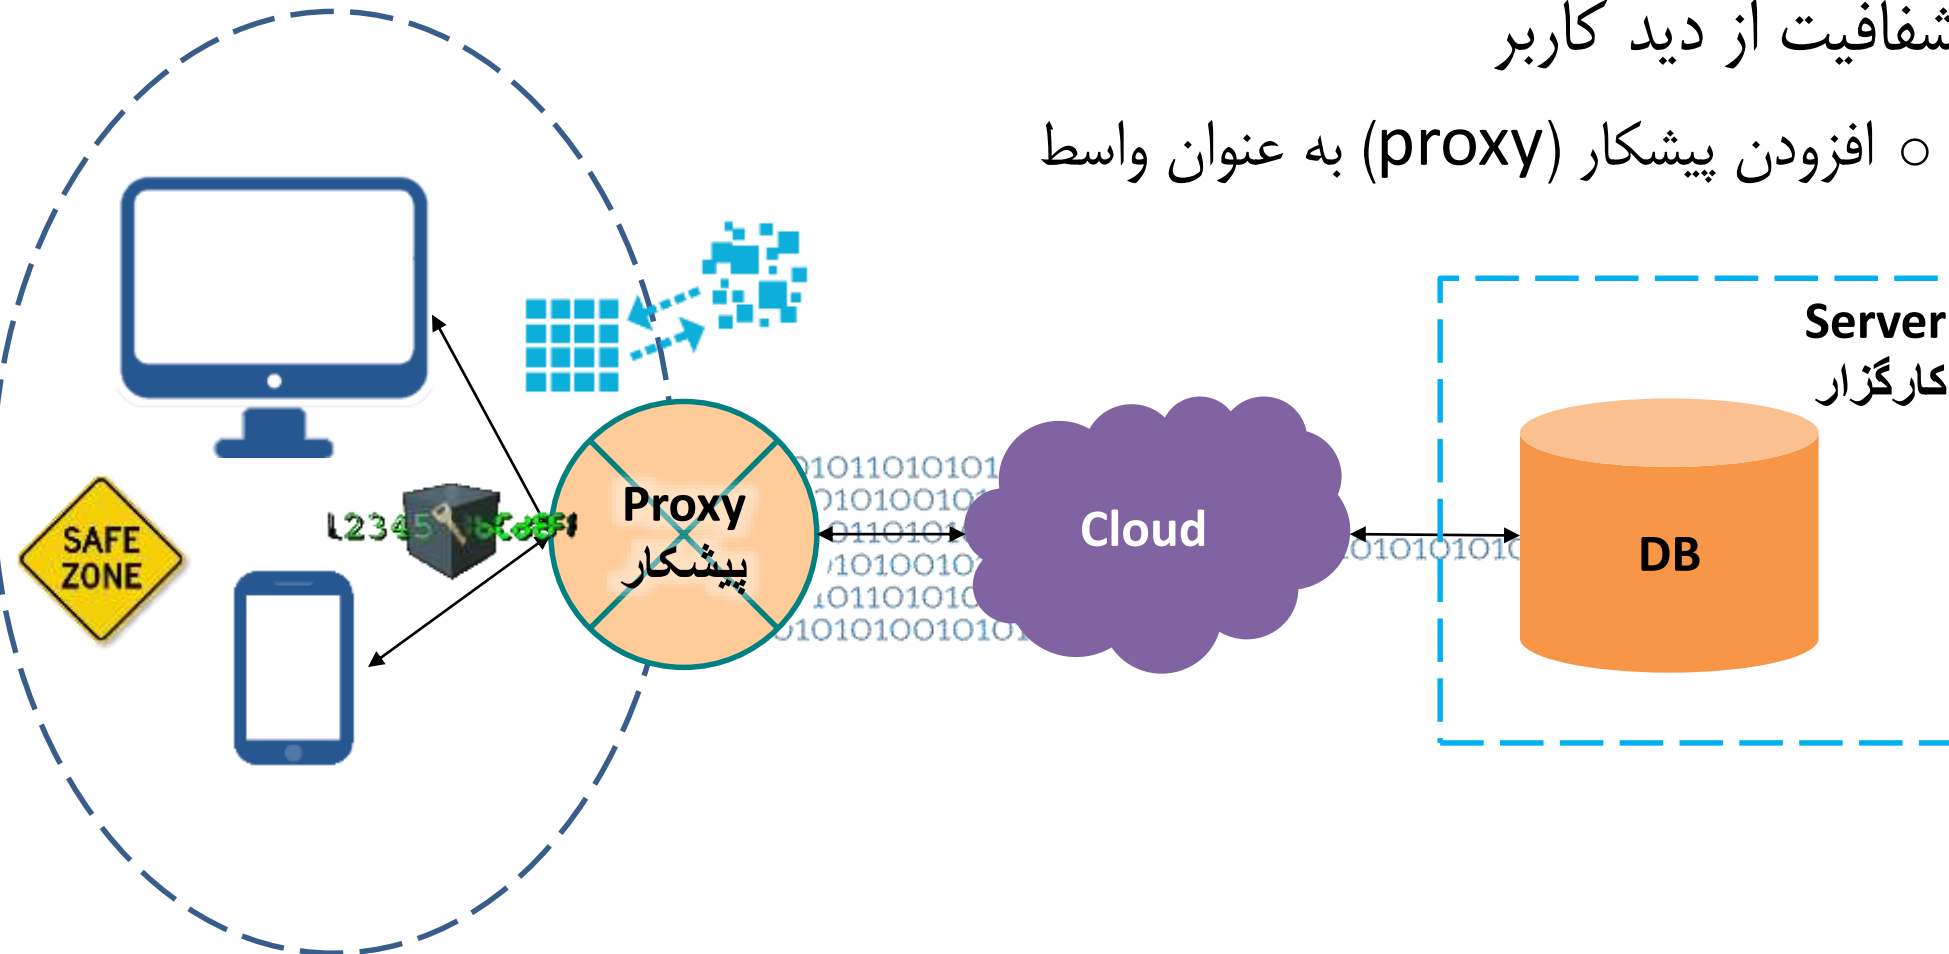 شفافیت از دید کاربر
○ افزودن پیشکار (proxy) به عنوان واسط
Server
کارگزار
Proxy
پیشکار
Cloud
DB
SAFE
ZONE